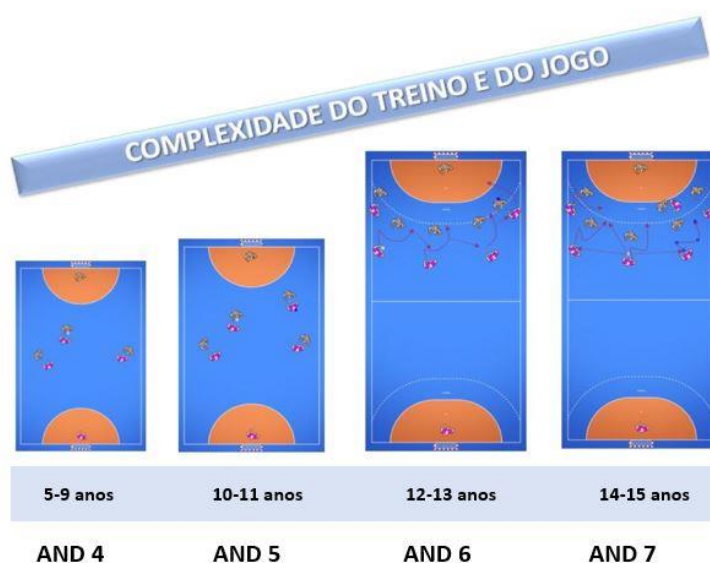 COMPLEXIDADE DO TREINO E DO JOGO
5-9 anos 10-11 anos 12-13 anos 14-15 anos
AND 4 AND 5 AND 6 AND 7